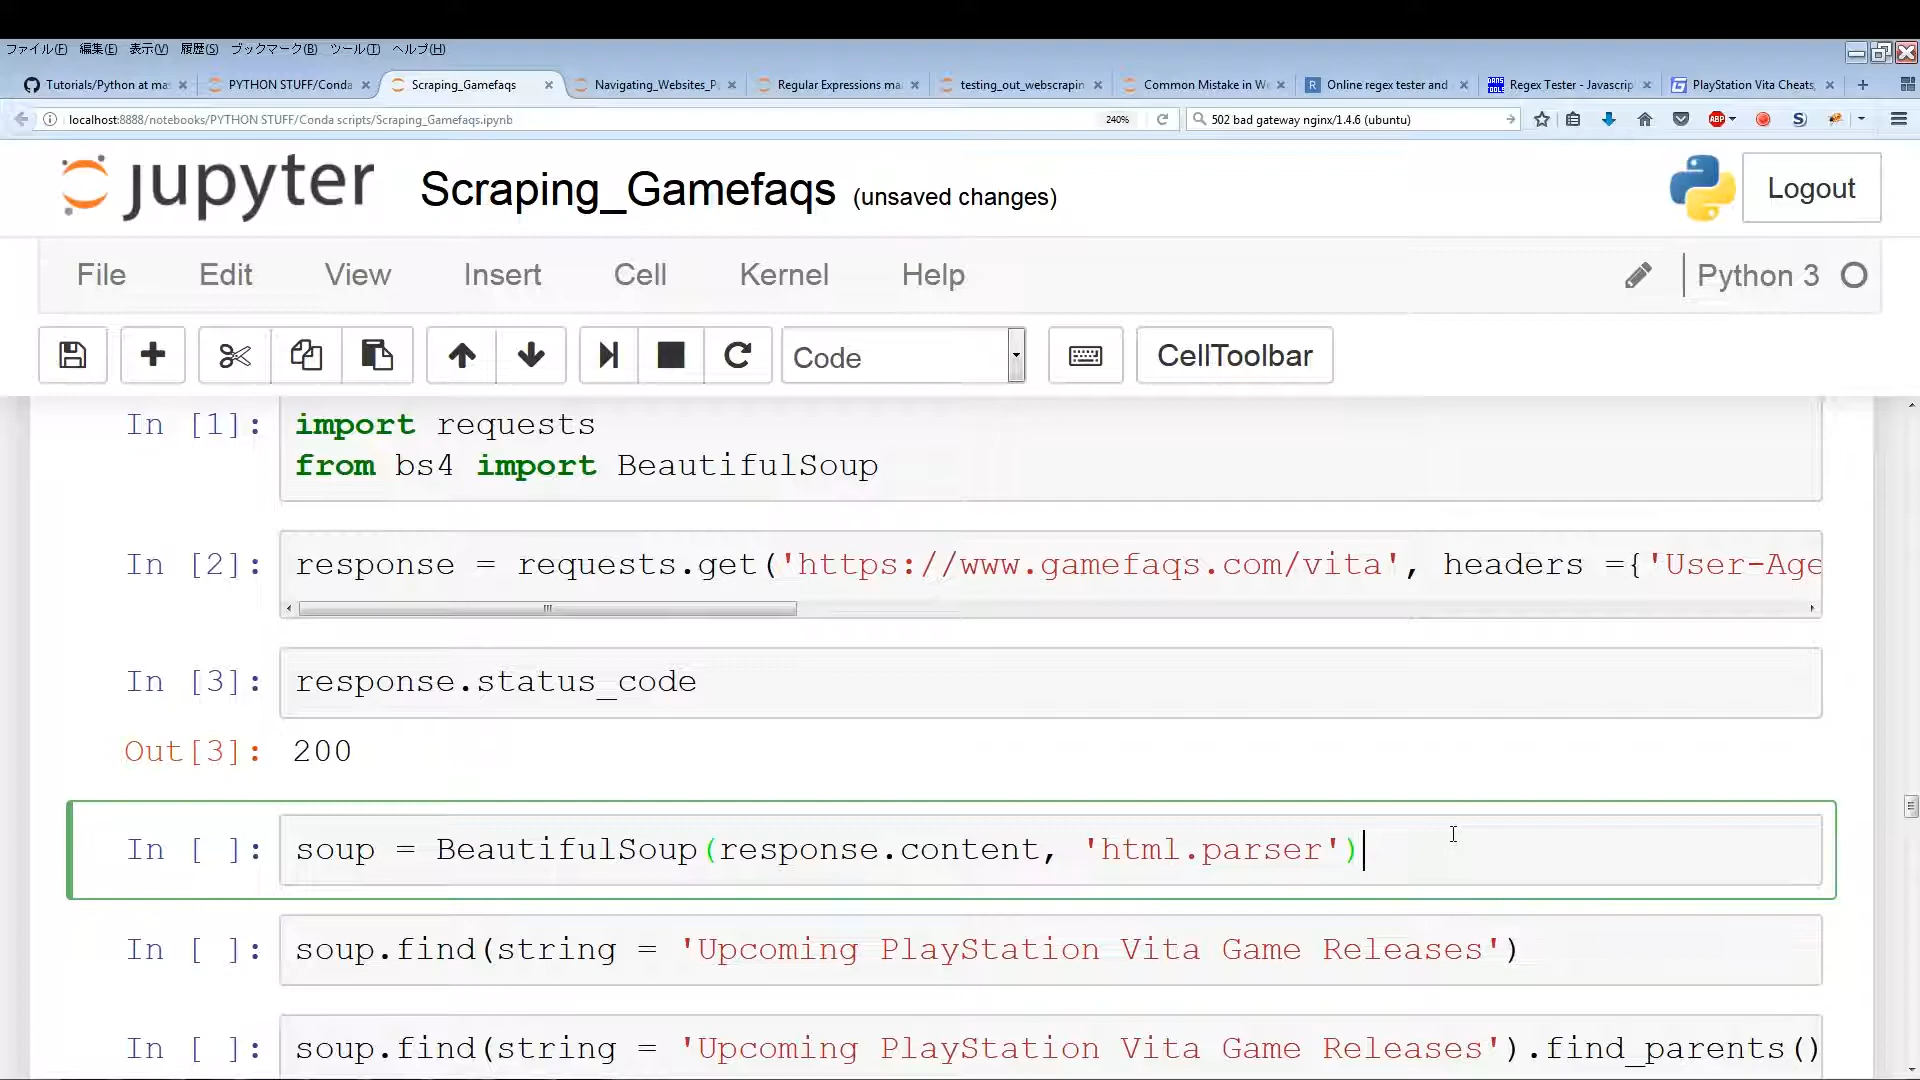 ファイル(F) 編集(E) 表示(V) 履歴(S) ブックマーク(B) ツール(T) ヘルプ(H)
Tutorials/Python at ma PYTHON STUFF/Conda Scraping_Gamefaqs Navigating_Websites_P Regular Expressions ma testing_out_webscrapin Common Mistake in W Online regex tester and Regex Tester - Javascrip PlayStation Vita Cheats,
localhost:8888/notebooks/PYTHON STUFF/Conda scripts/Scraping_Gamefaqs.ipynb 240% 502 bad gateway nginx/1.4.6 (ubuntu) ABP
jupyter Scraping_Gamefaqs (unsaved changes) Logout
File Edit View Insert Cell Kernel Help Python 3
Code CellToolbar
In [1]: import requests
from bs4 import BeautifulSoup
In [2]: response = requests.get('https://www.gamefaqs.com/vita', headers ={'User-Age
In [3]: response.status_code
Out[3]: 200
In [ ]: soup = BeautifulSoup(response.content, 'html.parser')
In [ ]: soup.find(string = 'Upcoming PlayStation Vita Game Releases')
In [ ]: soup.find(string = 'Upcoming PlayStation Vita Game Releases').find_parents()